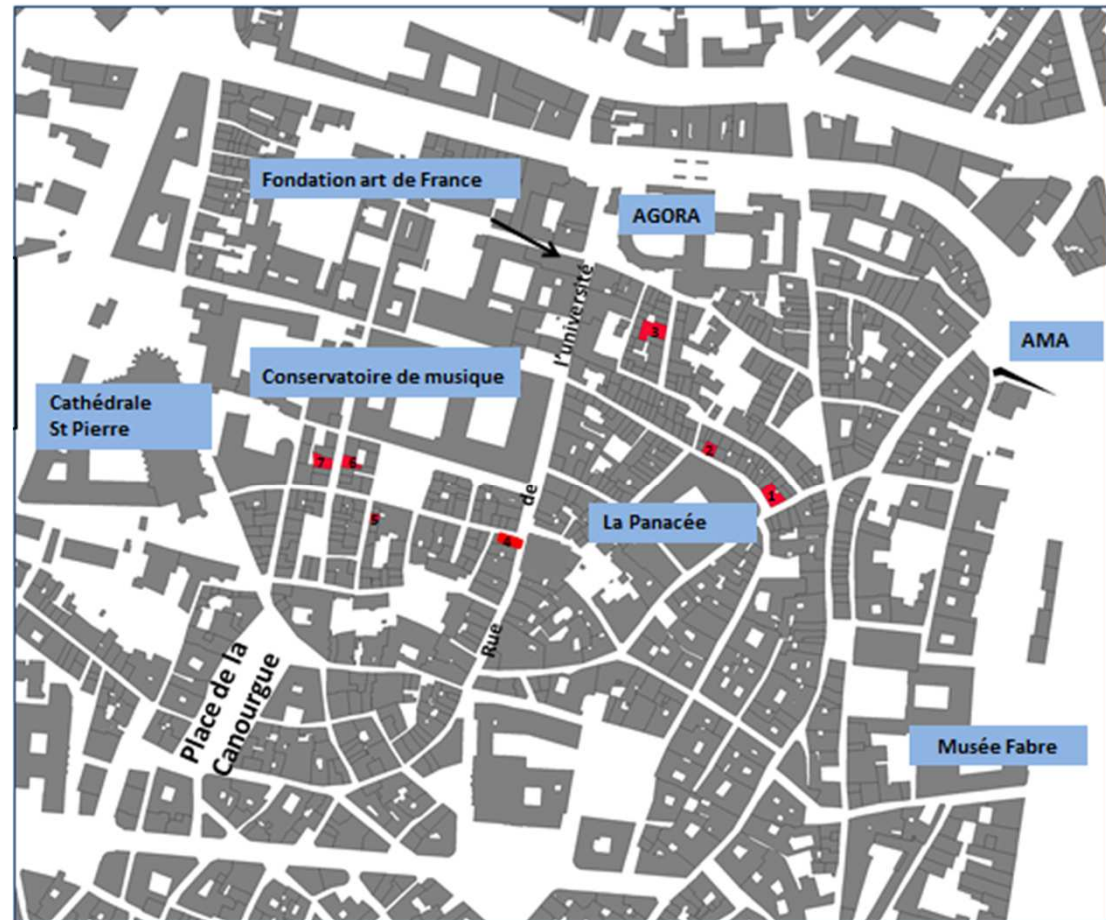 Fondation art de France
AGORA
l'université
3
AMA
Conservatoire de musique
Cathédrale
St Pierre
2
7
6
1
de
5
La Panacée
4
Rue
Place de la
Canourgue
Musée Fabre